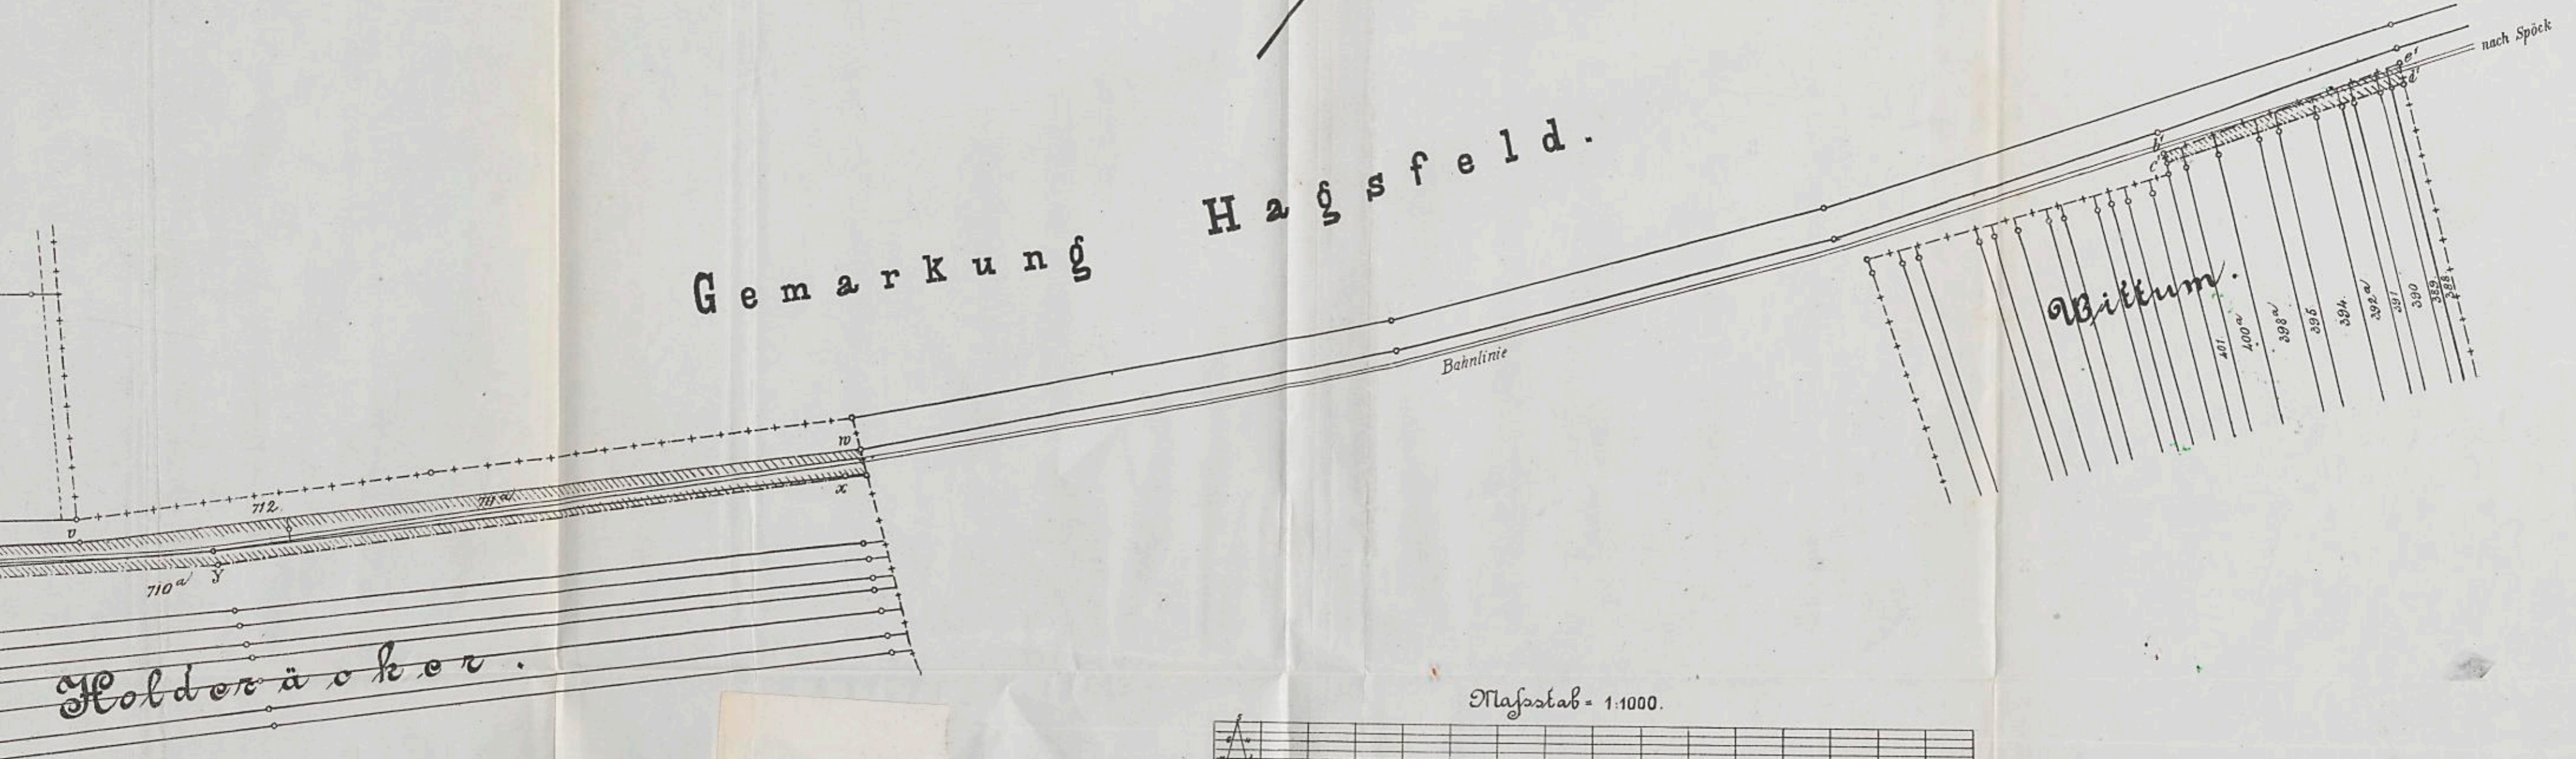 nach Spöck
e'
d'
b'
c'
Gemarkung Hagsfeld.
Wittum.
401.
400a
398a
395
394.
392a
391
390
389
388
Bahnlinie
w
x
712.
711a
v
y
710a
Holderäcker.
Maſsstab = 1:1000.